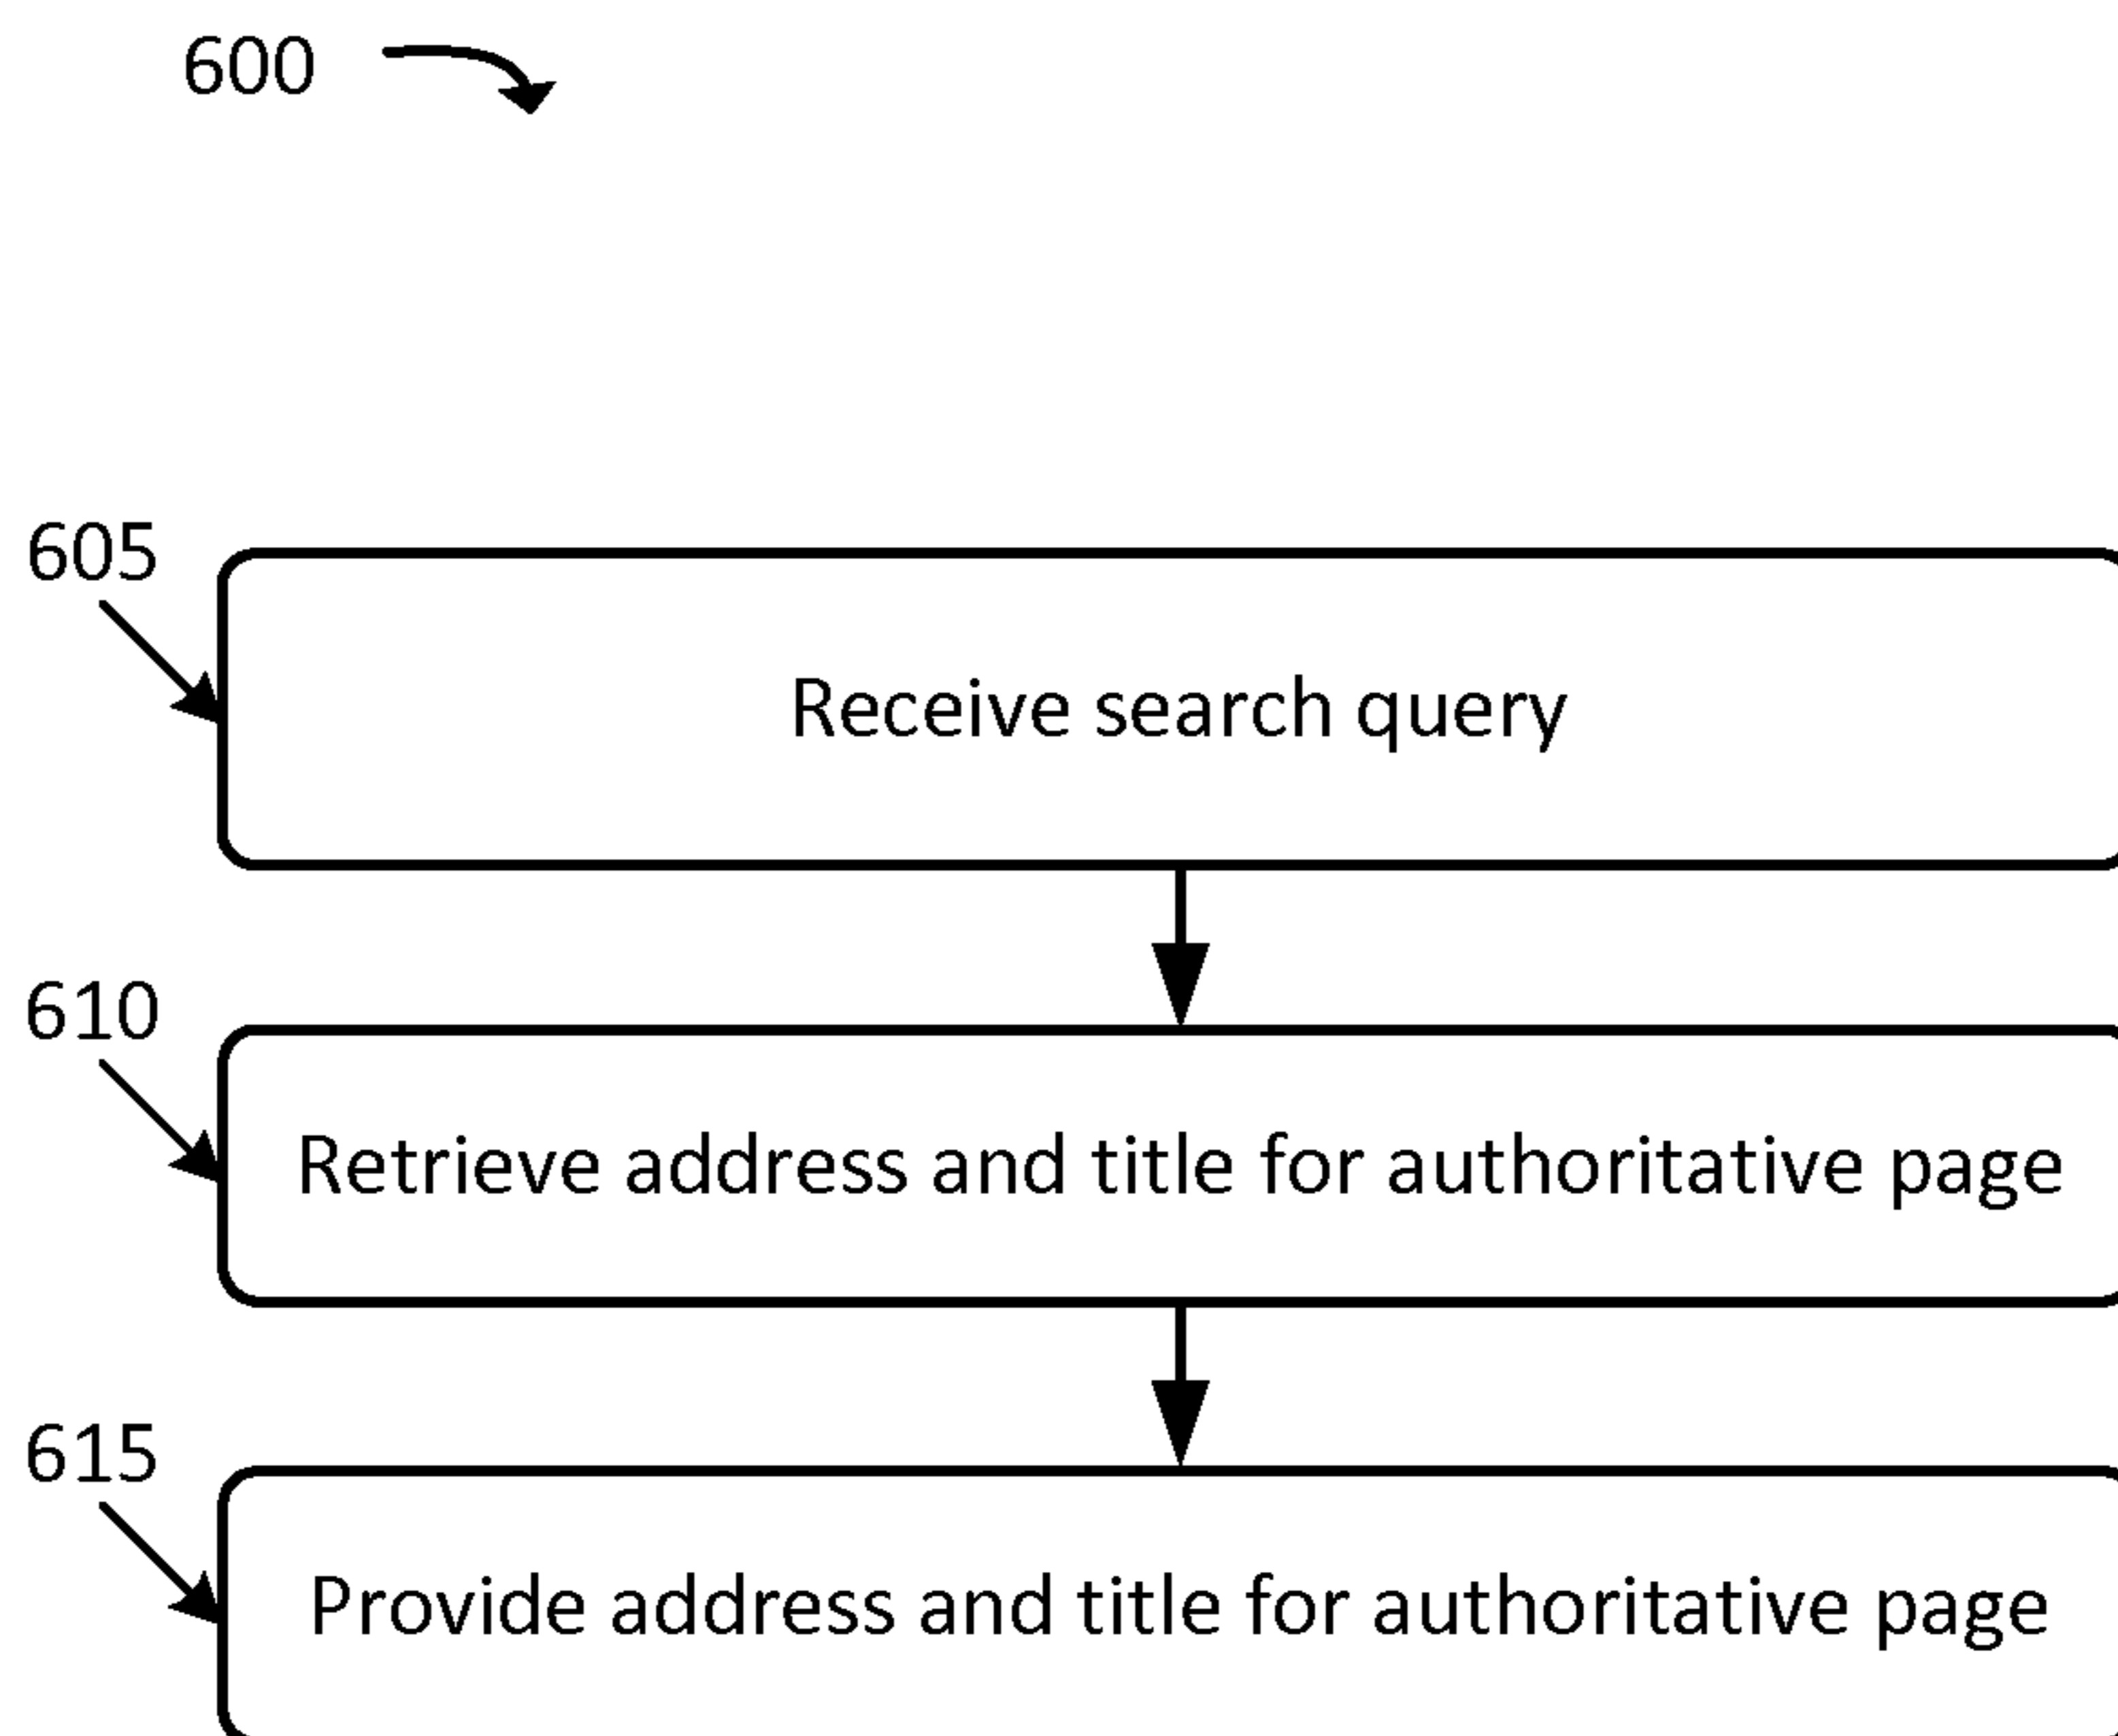 600
605
Receive search query
610
Retrieve address and title for authoritative page
615
Provide address and title for authoritative page